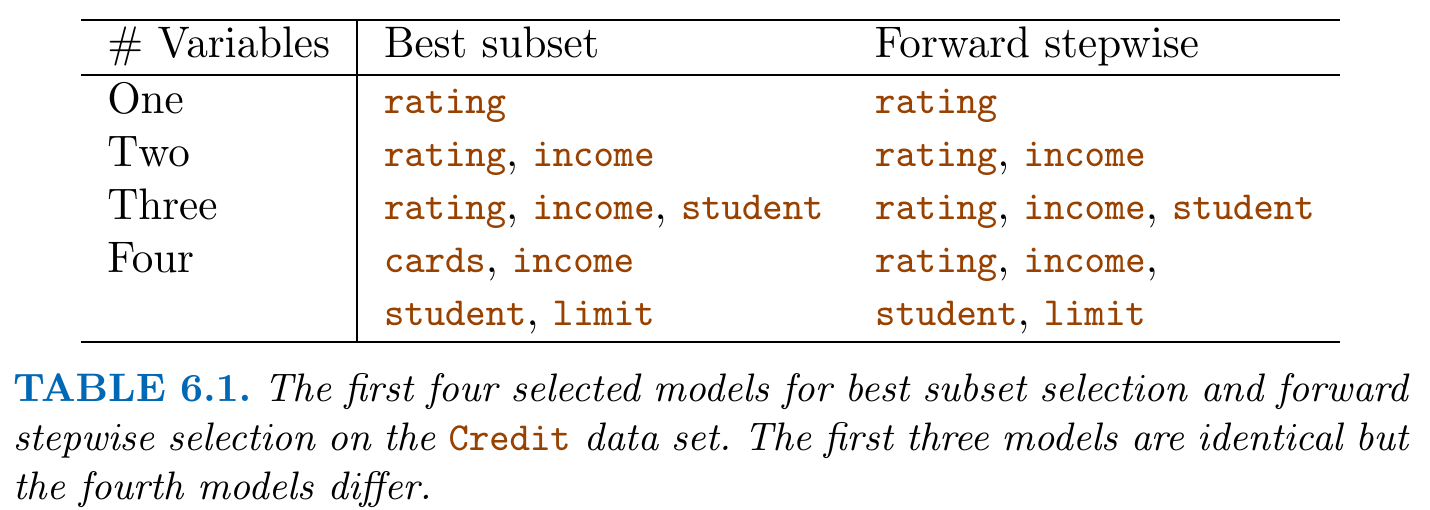 # Variables Best subset Forward stepwise
One rating rating
Two rating, income rating, income
Three rating, income, student rating, income, student
Four cards, income rating, income,
student, limit student, limit
TABLE 6.1. The first four selected models for best subset selection and forward
stepwise selection on the Credit data set. The first three models are identical but
the fourth models differ.